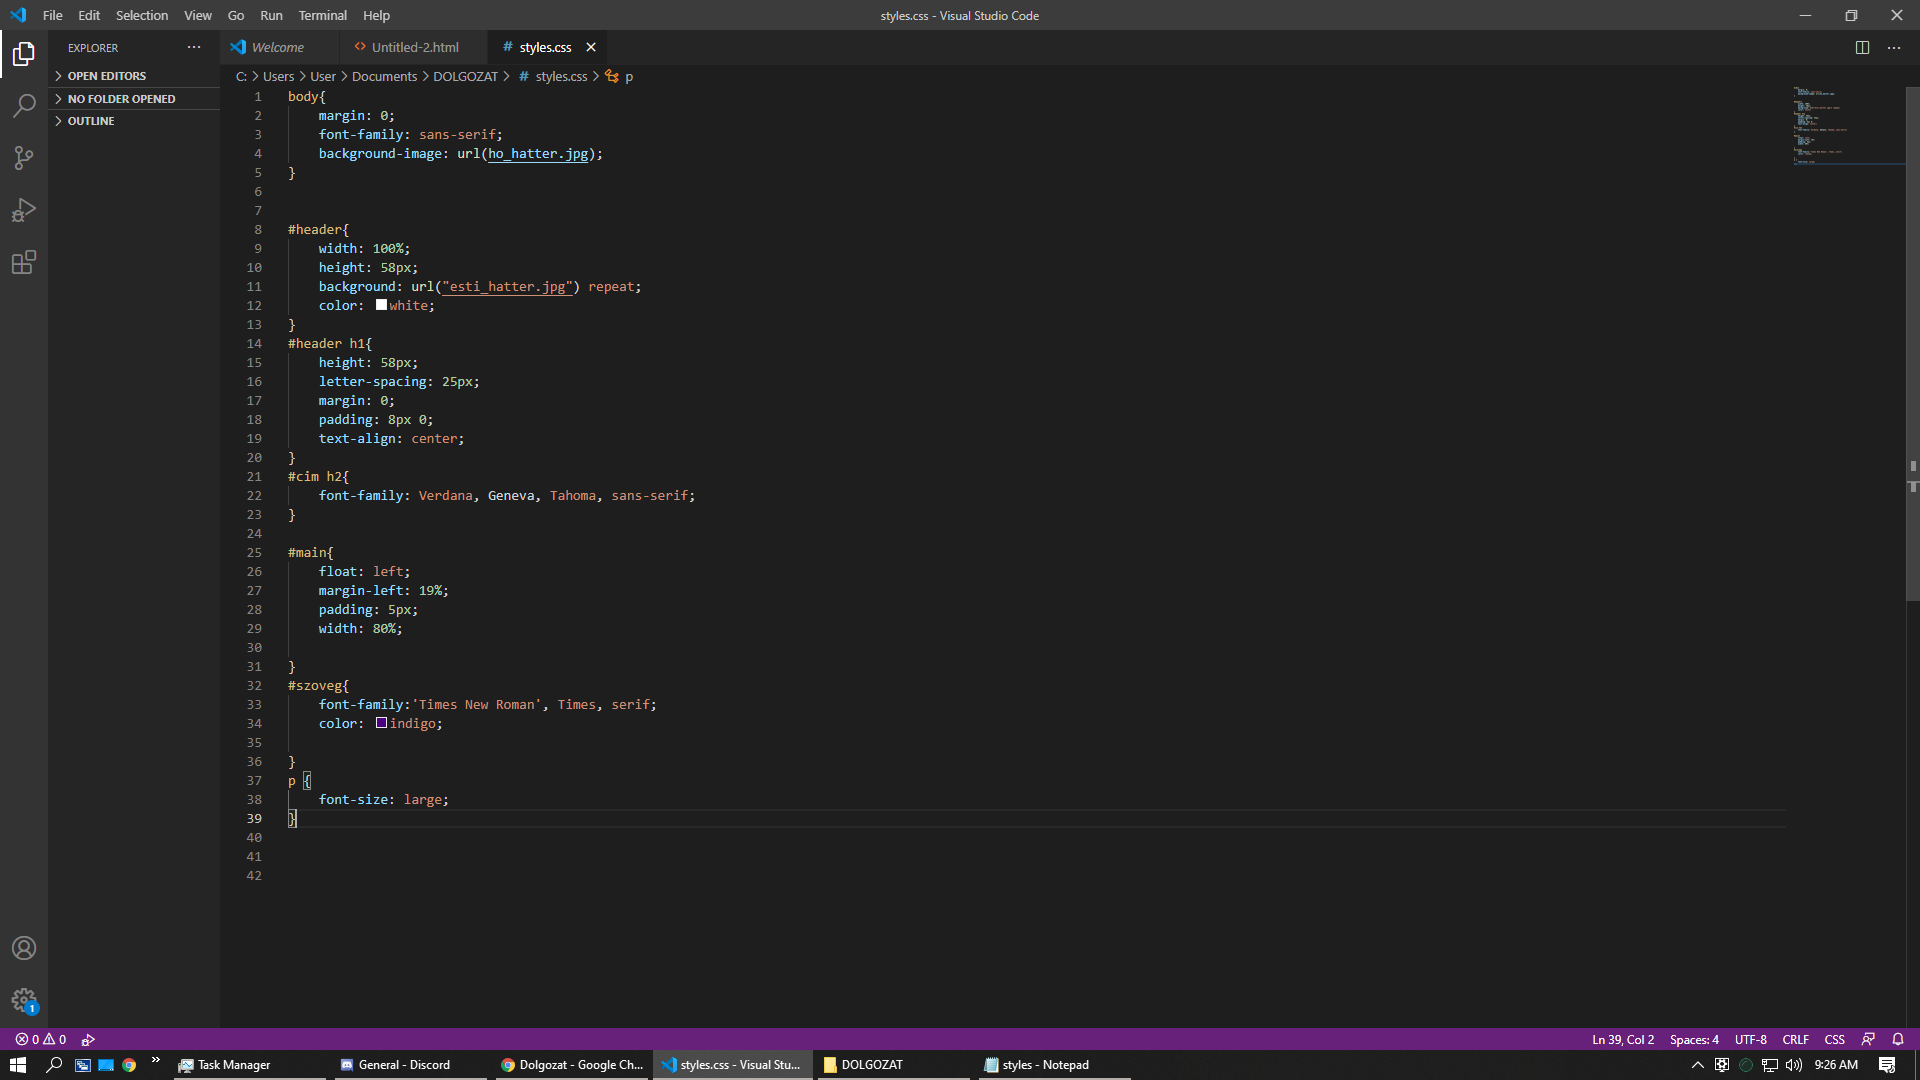 File Edit Selection View Go Run Terminal Help
styles.css - Visual Studio Code
EXPLORER
OPEN EDITORS
NO FOLDER OPENED
OUTLINE
Welcome
Untitled-2.html
# styles.css
C: > Users > User > Documents > DOLGOZAT > # styles.css > p
1 body{
2 margin: 0;
3 font-family: sans-serif;
4 background-image: url(ho_hatter.jpg);
5 }
6
7
8 #header{
9 width: 100%;
10 height: 58px;
11 background: url("esti_hatter.jpg") repeat;
12 color: white;
13 }
14 #header h1{
15 height: 58px;
16 letter-spacing: 25px;
17 margin: 0;
18 padding: 8px 0;
19 text-align: center;
20 }
21 #cim h2{
22 font-family: Verdana, Geneva, Tahoma, sans-serif;
23 }
24
25 #main{
26 float: left;
27 margin-left: 19%;
28 padding: 5px;
29 width: 80%;
30
31 }
32 #szoveg{
33 font-family:'Times New Roman', Times, serif;
34 color: indigo;
35
36 }
37 p {
38 font-size: large;
39 }
40
41
42
1
0 0
Ln 39, Col 2 Spaces: 4 UTF-8 CRLF CSS
Task Manager
General - Discord
Dolgozat - Google Ch...
styles.css - Visual Stu...
DOLGOZAT
styles - Notepad
9:26 AM